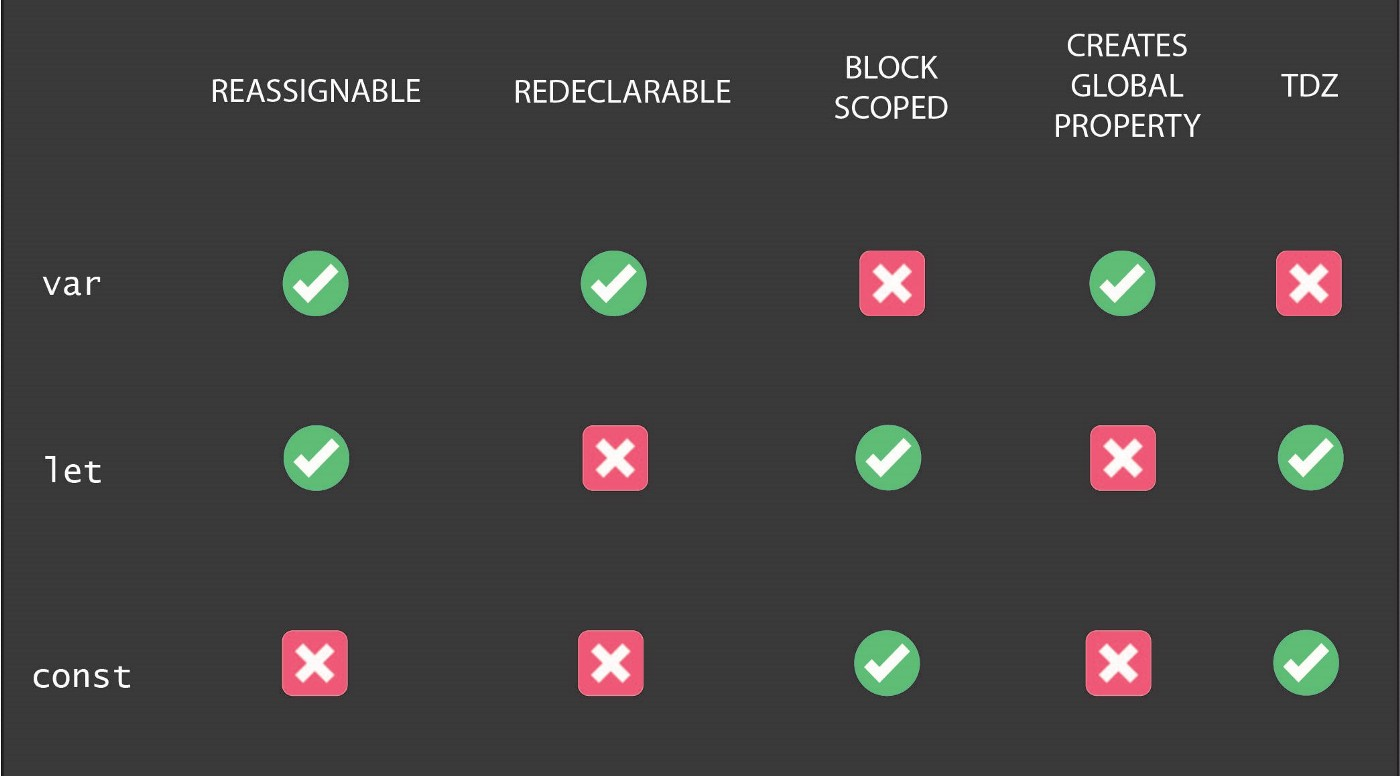 REASSIGNABLE
REDECLARABLE
BLOCK
SCOPED
CREATES
GLOBAL
PROPERTY
TDZ
var
let
const